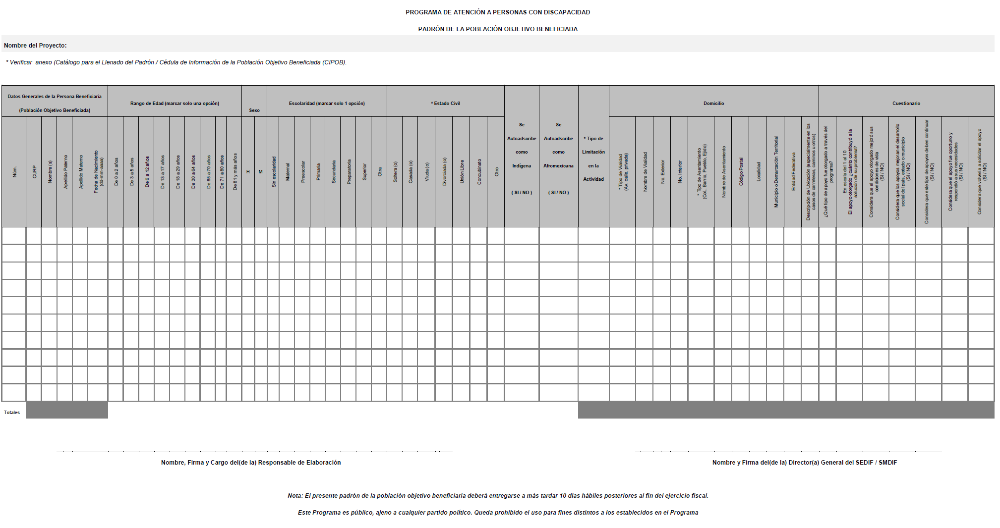 PROGRAMA DE ATENCIÓN A PERSONAS CON DISCAPACIDAD
PADRÓN DE LA POBLACIÓN OBJETIVO BENEFICIADA
Nombre del Proyecto:
* Verificar anexo (Catálogo para el Llenado del Padrón / Cédula de Información de la Población Objetivo Beneficiada (CIPOB).
Datos Generales de la Persona Beneficiaria
(Población Objetivo Beneficiada)
Rango de Edad (marcar solo una opción)
Sexo
Escolaridad (marcar solo 1 opción)
* Estado Civil
Se
Autoadscribe
como
Indígena
( SI / NO )
Se
Autoadscribe
como
Afromexicana
( SI / NO )
* Tipo de
Limitación
en la
Actividad
Domicilio
Cuestionario
Núm.
CURP
Nombre (s)
Apellido Paterno
Apellido Materno
Fecha de Nacimiento
(dd-mm-aaaa)
De 0 a 2 años
De 3 a 5 años
De 6 a 12 años
De 13 a 17 años
De 18 a 29 años
De 30 a 64 años
De 65 a 70 años
De 71 a 80 años
De 81 y más años
H
M
Sin escolaridad
Maternal
Preescolar
Primaria
Secundaria
Preparatoria
Superior
Otra
Soltera (o)
Casada (o)
Viuda (o)
Divorciada (o)
Unión Libre
Concubinato
Otro
* Tipo de Vialidad
(Av. calle, privada)
Nombre de Vialidad
No. Exterior
No. Interior
* Tipo de Asentamiento
(Col., Barrio, Pueblo, Ejido)
Nombre de Asentamiento
Código Postal
Localidad
Municipio o Demarcación Territorial
Entidad Federativa
Descripción de Ubicación (especialmente en los
casos de carreteras, caminos u otros)
¿Qué tipo de apoyo fue otorgado a través del
programa?
En escala del 1 al 10
El apoyo otorgado ¿cuánto contribuyó a la
solución de su problema?
Considera que el apoyo otorgado mejoró sus
condiciones de vida
(SI / NO)
Considera que los apoyos mejoran el desarrollo
social del país, estado o municipio
(SI / NO)
Considera que este tipo de apoyos deben continuar
(SI / NO)
Considera que el apoyo fue oportuno y
respondió a sus necesidades
(SI / NO)
Considera que volvería a solicitar el apoyo
(SI / NO)
Totales
Nombre, Firma y Cargo del(de la) Responsable de Elaboración
Nombre y Firma del(de la) Director(a) General del SEDIF / SMDIF
Nota: El presente padrón de la población objetivo beneficiaria deberá entregarse a más tardar 10 días hábiles posteriores al fin del ejercicio fiscal.
Este Programa es público, ajeno a cualquier partido político. Queda prohibido el uso para fines distintos a los establecidos en el Programa